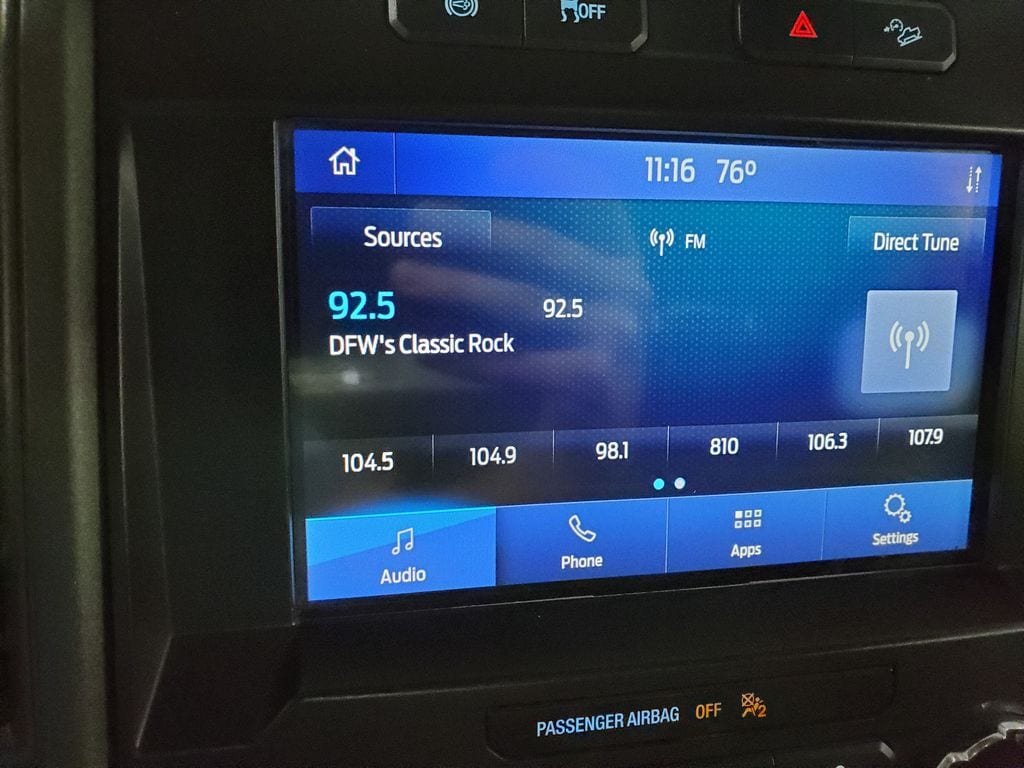 OFF
11:16 76°
Sources
FM
Direct Tune
92.5
92.5
DFW's Classic Rock
104.5 104.9 98.1 810 106.3 107.9
Audio Phone Apps Settings
PASSENGER AIRBAG OFF 2